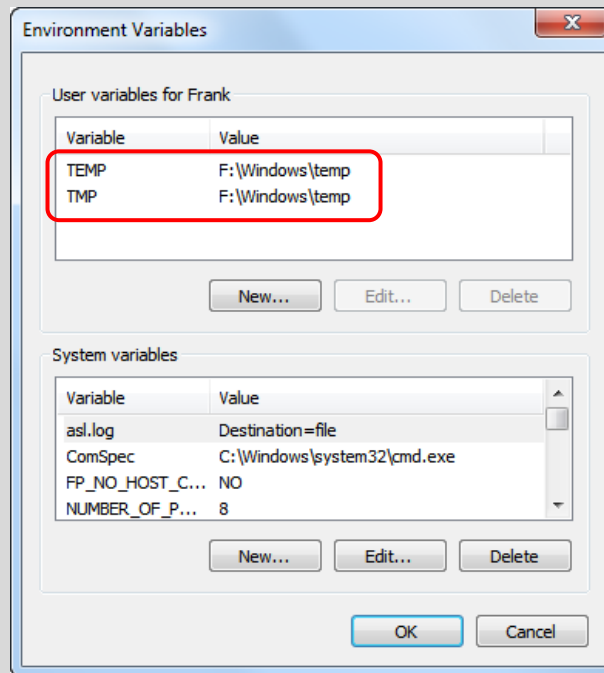 Environment Variables
User variables for Frank
Variable Value
TEMP F:\Windows\temp
TMP F:\Windows\temp
New... Edit... Delete
System variables
Variable Value
asl.log Destination=file
ComSpec C:\Windows\system32\cmd.exe
FP_NO_HOST_C... NO
NUMBER_OF_P... 8
New... Edit... Delete
OK Cancel